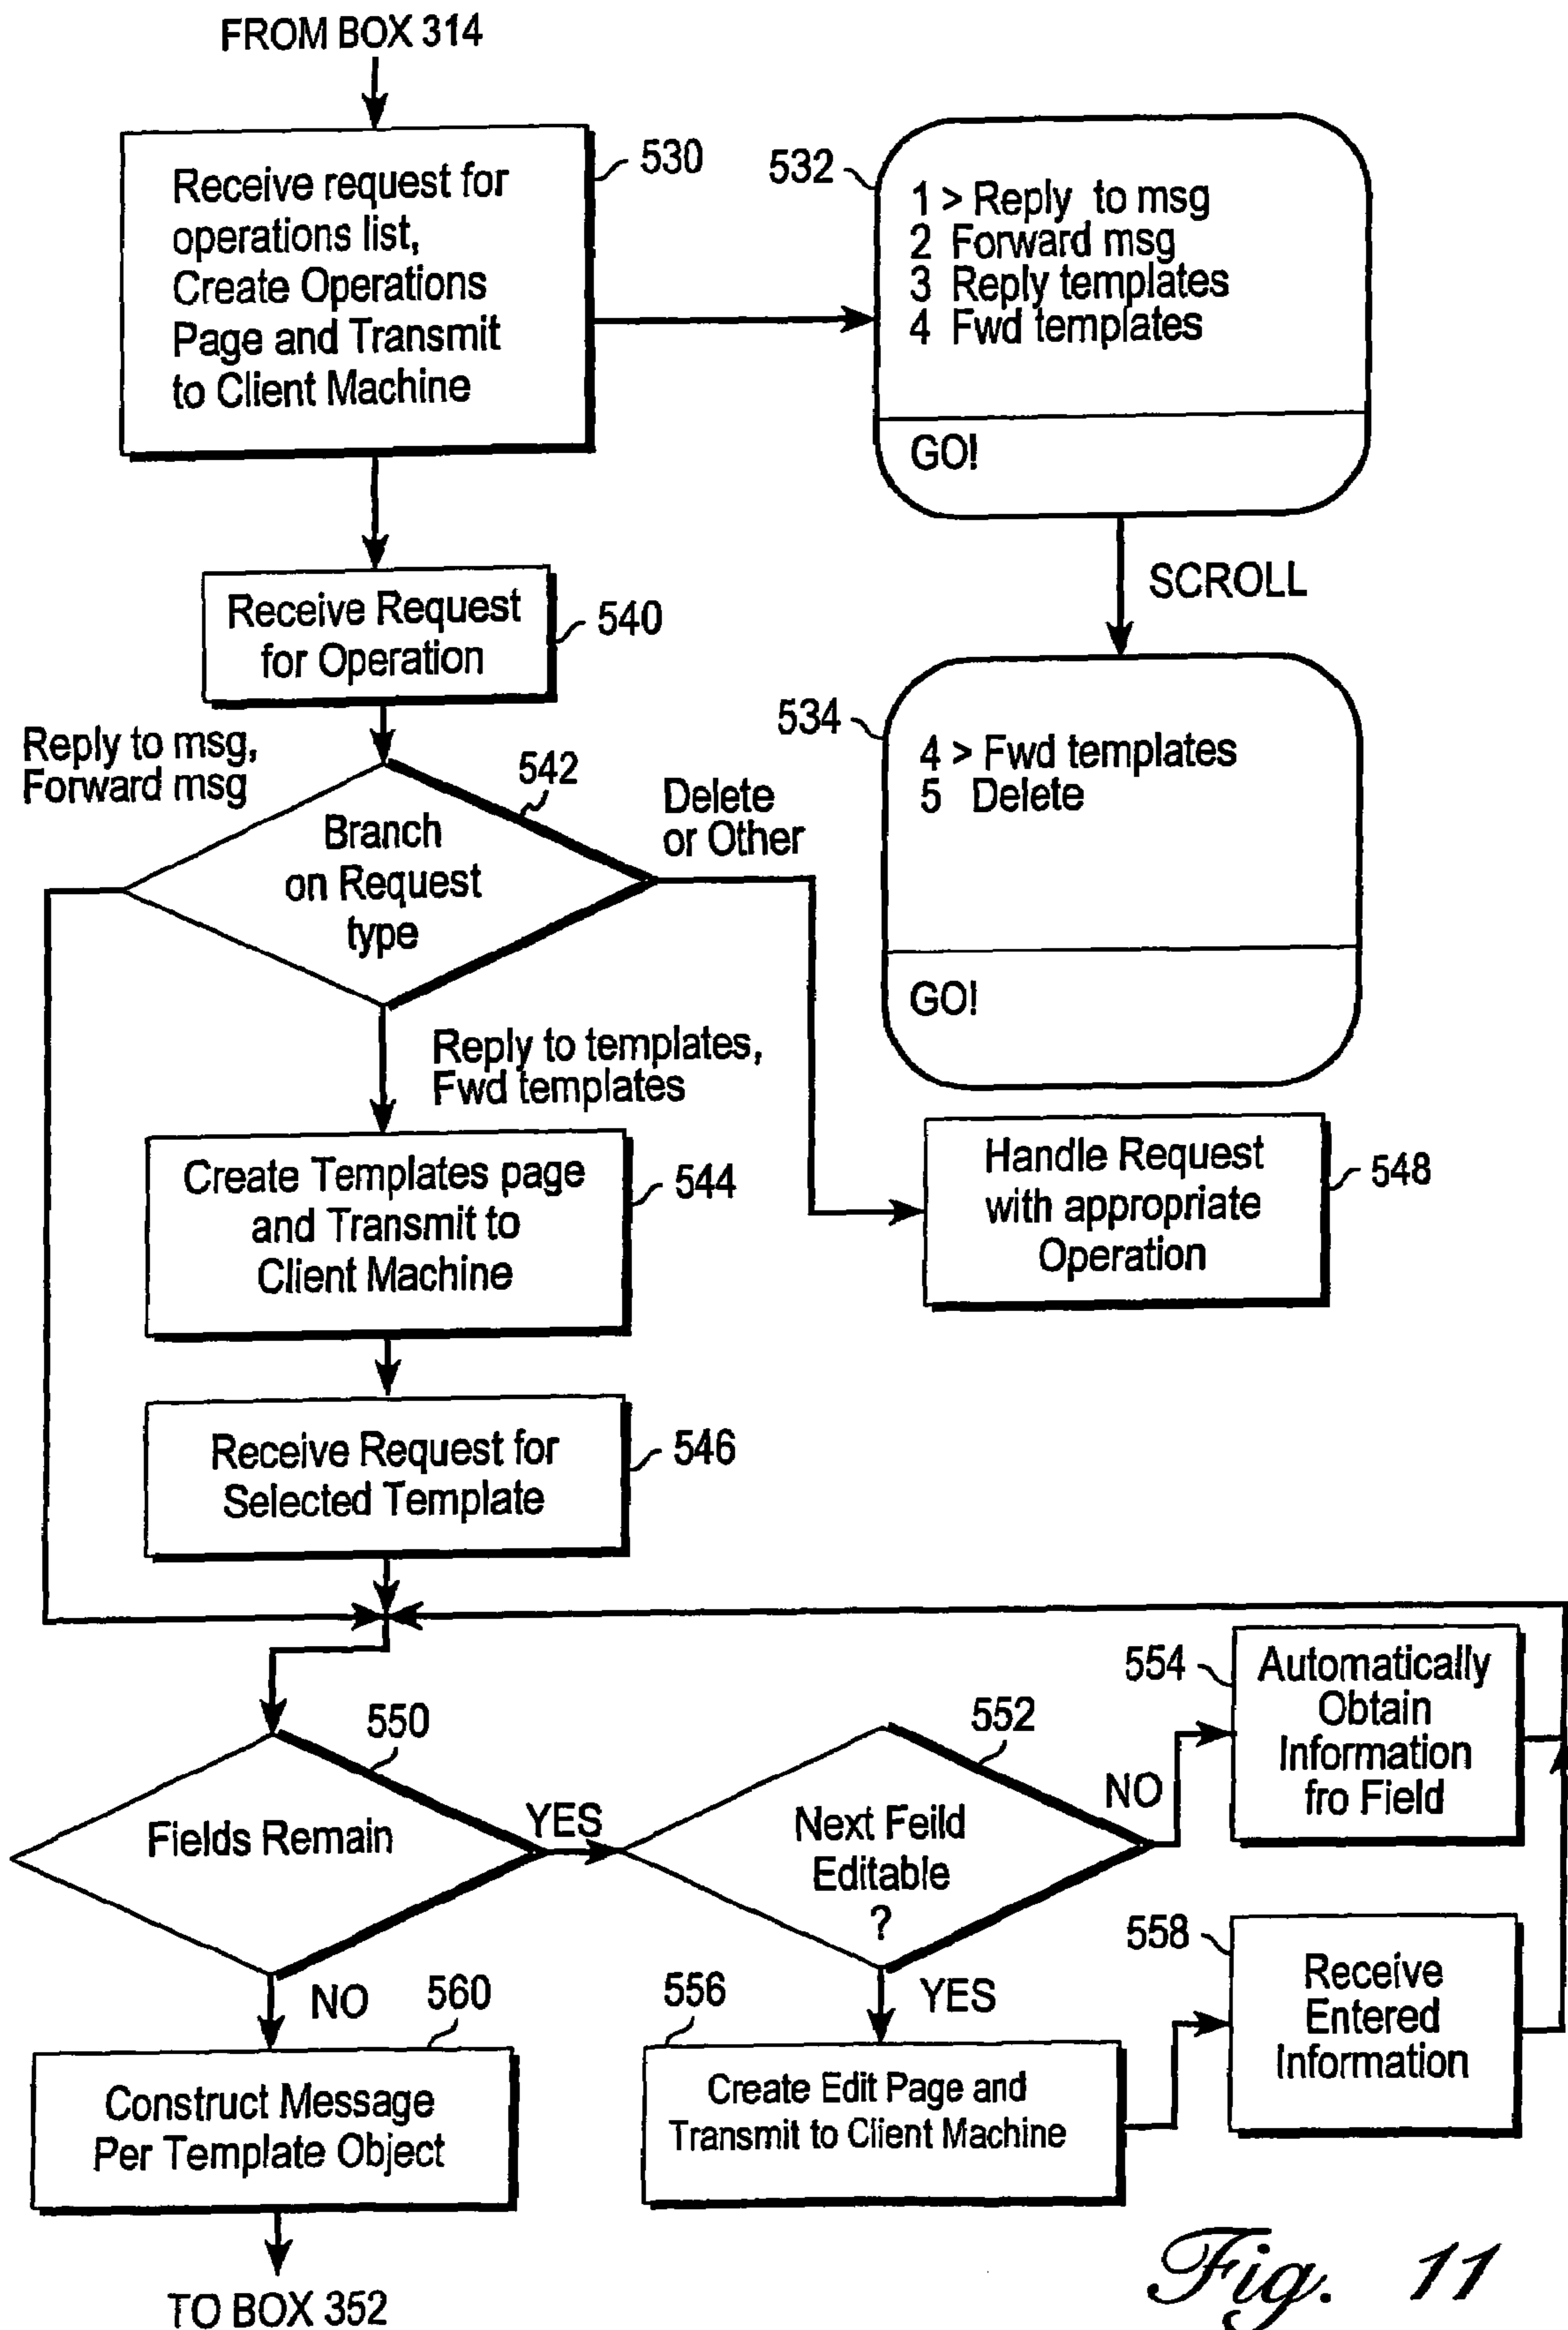 FROM BOX 314
Receive request for
operations list,
Create Operations
Page and Transmit
to Client Machine
530
532
1 > Reply to msg
2 Forward msg
3 Reply templates
4 Fwd templates
GO!
SCROLL
Receive Request
for Operation
540
534
4 > Fwd templates
5 Delete
GO!
Reply to msg,
Forward msg
542
Branch
on Request
type
Delete
or Other
Reply to templates,
Fwd templates
Create Templates page
and Transmit to
Client Machine
544
Handle Request
with appropriate
Operation
548
Receive Request for
Selected Template
546
550
Fields Remain
YES
552
Next Feild
Editable
?
NO
554
Automatically
Obtain
Information
fro Field
NO
560
YES
556
558
Receive
Entered
Information
Construct Message
Per Template Object
Create Edit Page and
Transmit to Client Machine
TO BOX 352
Fig. 11